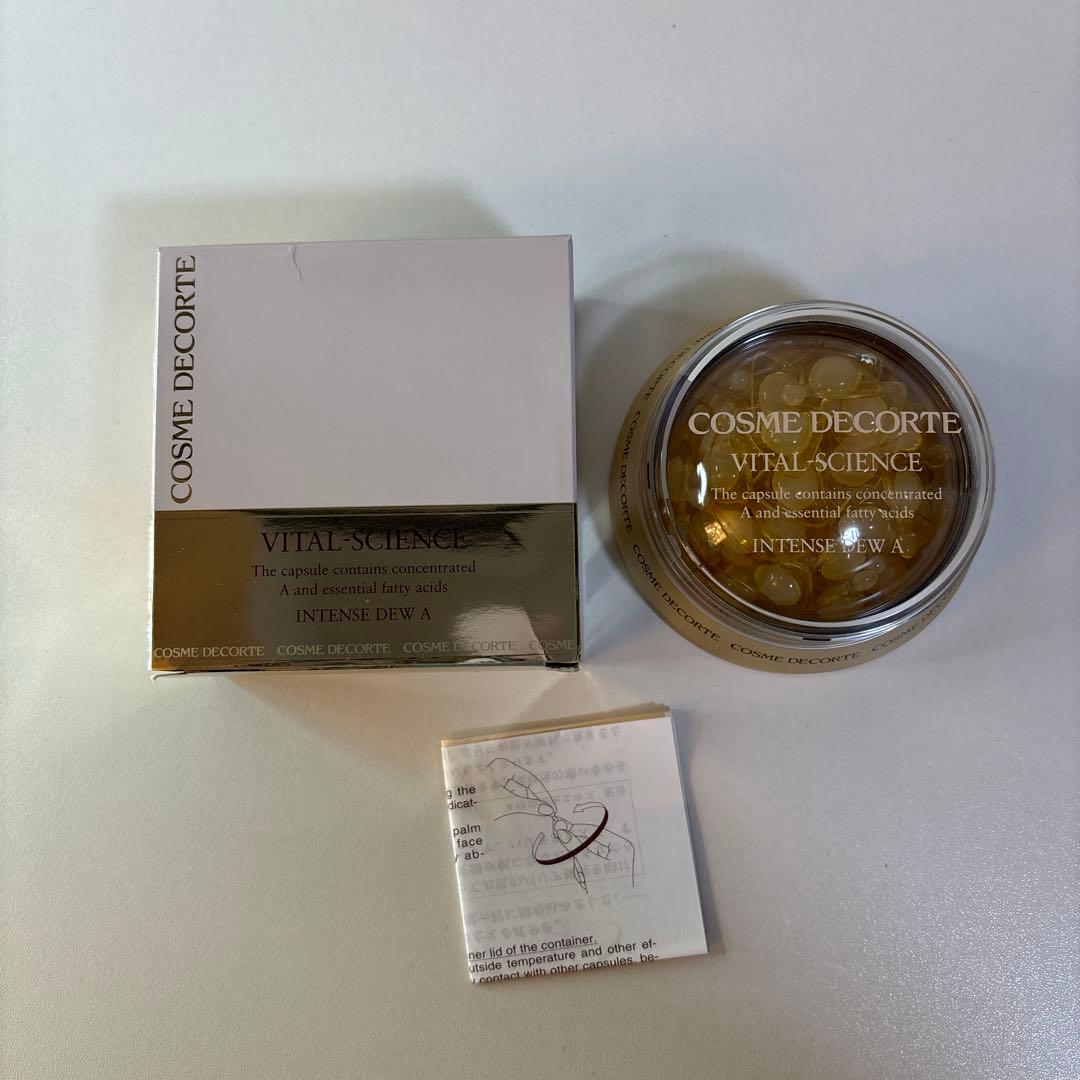 COSME DECORTE
VITAL-SCIENCE
The capsule contains concentrated
A and essential fatty acids
INTENSE DEW A
COSME DECORTE COSME DECORTE COSME DECORTE COSME
COSME DECORTE
VITAL-SCIENCE
The capsule contains concentrated
A and essential fatty acids
INTENSE DEW A
COSME DECORTE COSME DECORTE COSME DECORTE
g the
dicat-
palm
face
y ab-
ner lid of the container.
utside temperature and other ef-
y contact with other capsules, be-